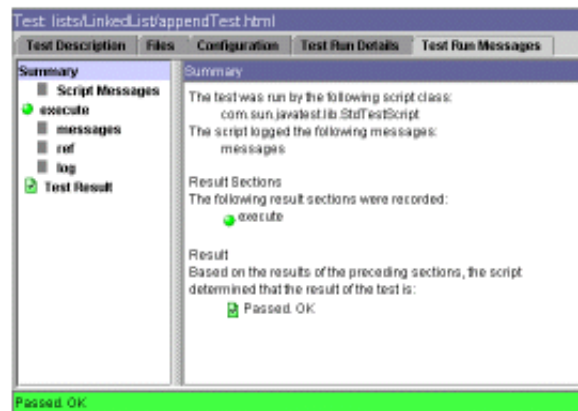 Test: lists/LinkedList/appendTest.html
Test Description Files Configuration Test Run Details Test Run Messages
Summary
Script Messages
execute
messages
ref
log
Test Result
Summary
The test was run by the following script class:
com.sun.javatest.lib.StdTestScript
The script logged the following messages:
messages
Result Sections
The following result sections were recorded:
execute
Result
Based on the results of the preceding sections, the script
determined that the result of the test is:
Passed. OK
Passed. OK